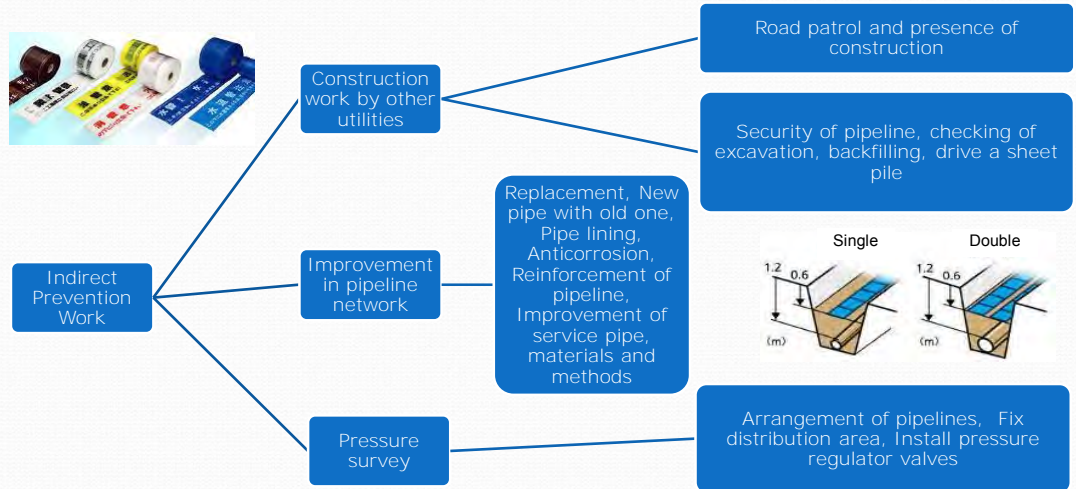 Road patrol and presence of
construction
Construction
work by other
utilities
Security of pipeline, checking of
excavation, backfilling, drive a sheet
pile
Replacement, New
pipe with old one,
Pipe lining,
Anticorrosion,
Reinforcement of
pipeline,
Improvement of
service pipe,
materials and
methods
Single
Double
1.2
0.6
(m)
1.2
0.6
(m)
Improvement
in pipeline
network
Indirect
Prevention
Work
Pressure
survey
Arrangement of pipelines, Fix
distribution area, Install pressure
regulator valves